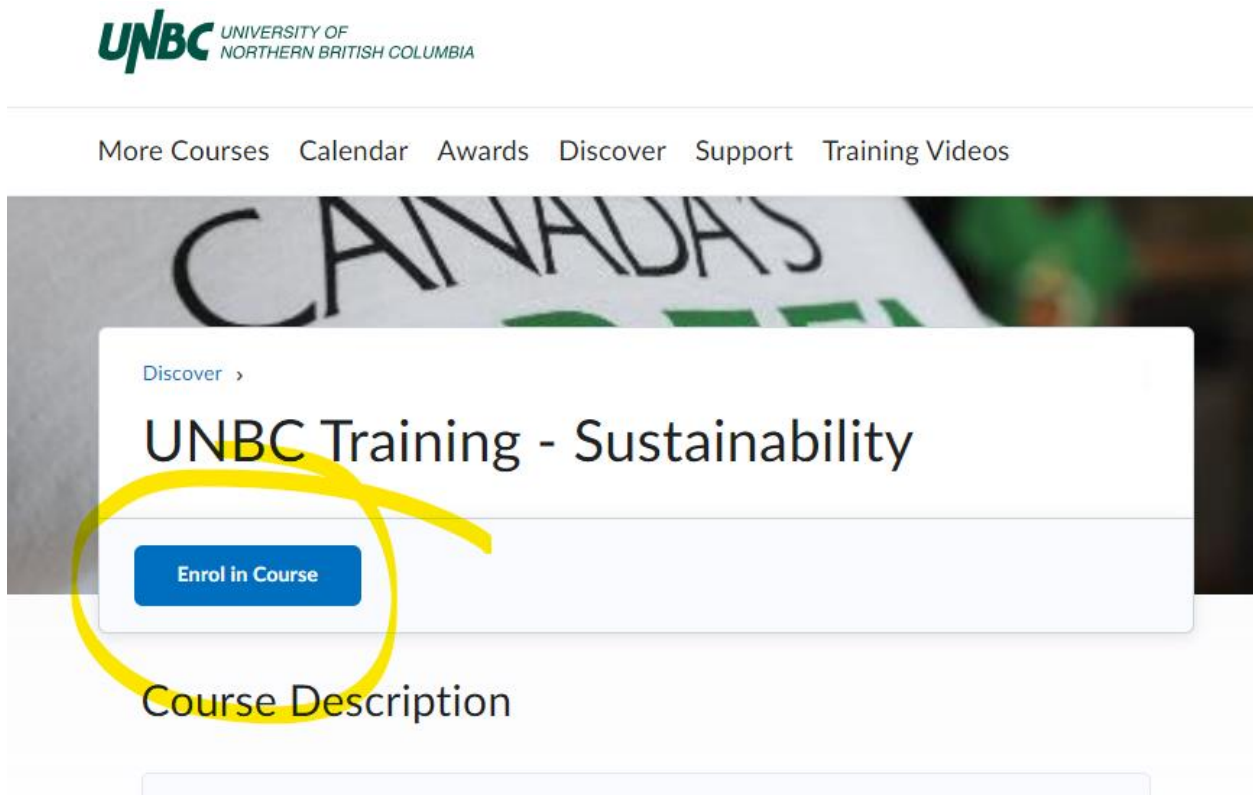 UNBC UNIVERSITY OF
NORTHERN BRITISH COLUMBIA
More Courses Calendar Awards Discover Support Training Videos
CANADA'S
Discover ›
UNBC Training - Sustainability
Enrol in Course
Course Description